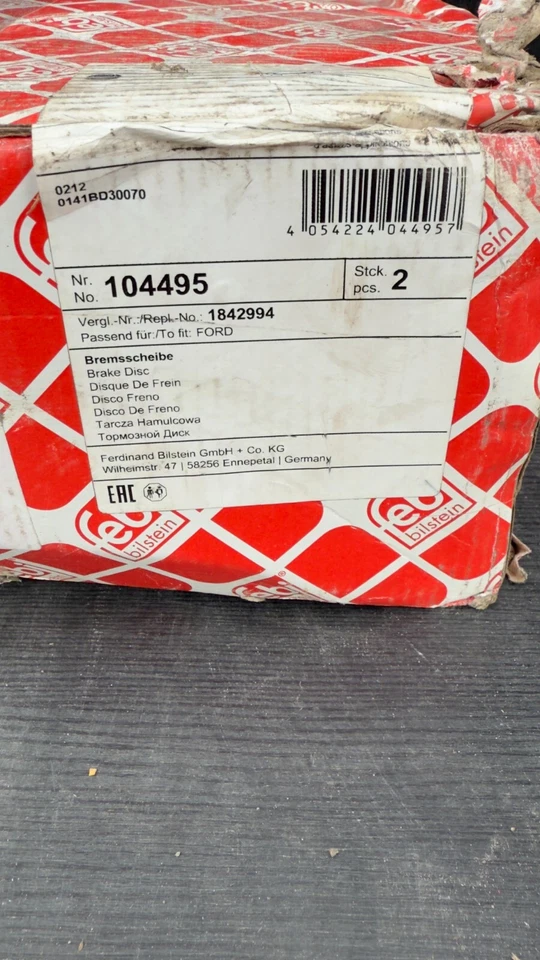 0212
0141BD30070
4 054224 044957
Nr.
No. 104495
Stck.
pcs. 2
Vergl.-Nr.:/Repl.-No.: 1842994
Passend für:/To fit: FORD
Bremsscheibe
Brake Disc
Disque De Frein
Disco Freno
Disco De Freno
Tarcza Hamulcowa
Тормозной Диск
Ferdinand Bilstein GmbH + Co. KG
Wilhelmstr. 47 | 58256 Ennepetal | Germany
EAC
bilstein
bilstein
bilstein